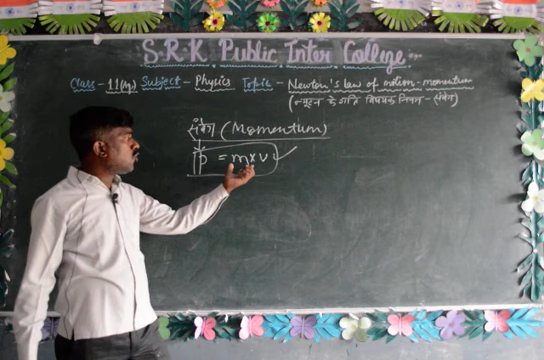 S.R.K. Public Inter College
Class - 11(A) Subject - Physics Topic - Newton's law of motion - momentum
(न्यूटन के गति विषयक नियम - संवेग)
संवेग (Momentum)
p = m×v